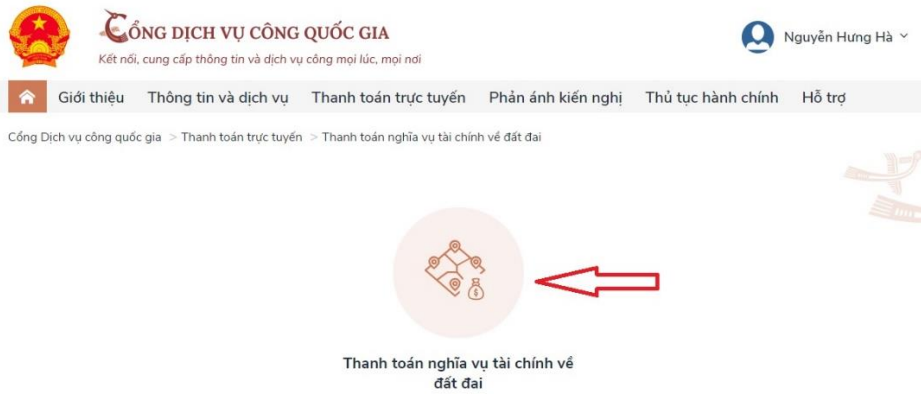 CỔNG DỊCH VỤ CÔNG QUỐC GIA
Kết nối, cung cấp thông tin và dịch vụ công mọi lúc, mọi nơi
Nguyễn Hưng Hà
Giới thiệu Thông tin và dịch vụ Thanh toán trực tuyến Phản ánh kiến nghị Thủ tục hành chính Hỗ trợ
Cổng Dịch vụ công quốc gia > Thanh toán trực tuyến > Thanh toán nghĩa vụ tài chính về đất đai
Thanh toán nghĩa vụ tài chính về
đất đai